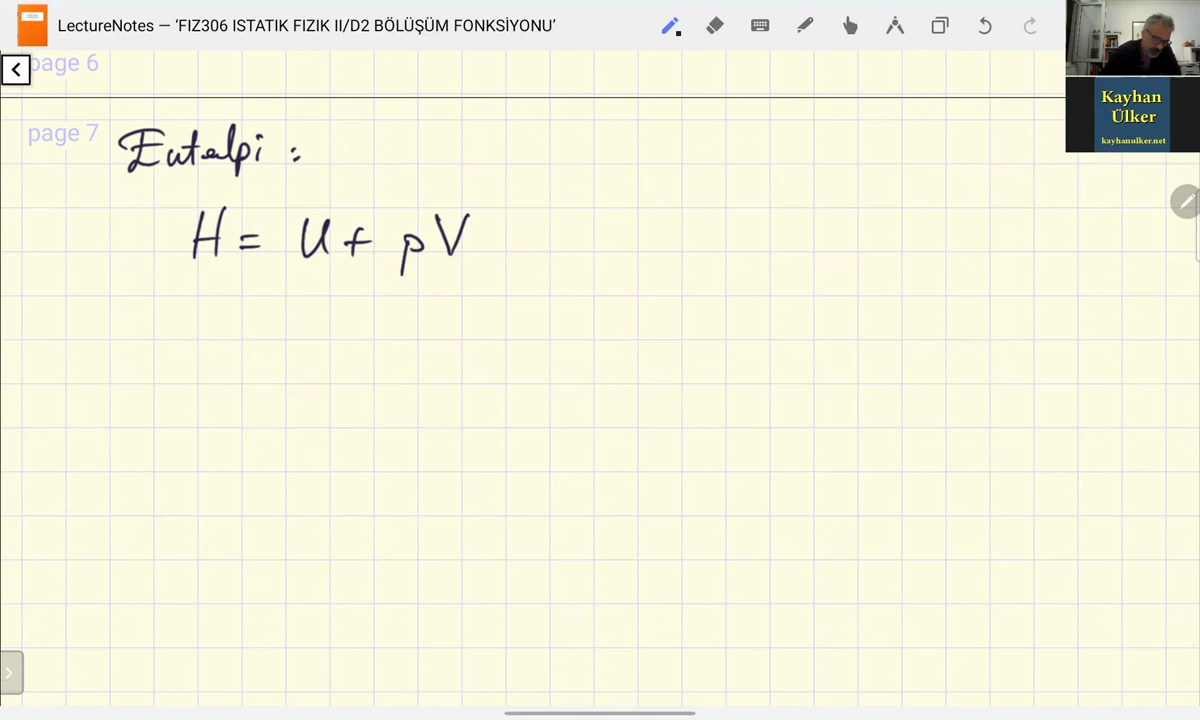 LectureNotes — ‘FIZ306 ISTATIK FIZIK II/D2 BÖLÜŞÜM FONKSİYONU’
Kayhan
Ülker
kayhanulker.net
page 6
page 7
Entalpi :
H = U + pV